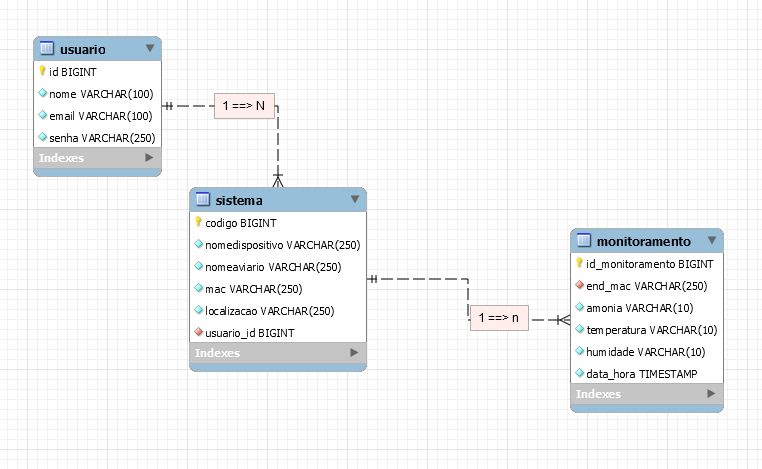 usuario
id BIGINT
nome VARCHAR(100)
email VARCHAR(100)
senha VARCHAR(250)
Indexes
1 ==> N
sistema
codigo BIGINT
nomedispositivo VARCHAR(250)
nomeaviario VARCHAR(250)
mac VARCHAR(250)
localizacao VARCHAR(250)
usuario_id BIGINT
Indexes
1 ==> n
monitoramento
id_monitoramento BIGINT
end_mac VARCHAR(250)
amonia VARCHAR(10)
temperatura VARCHAR(10)
humidade VARCHAR(10)
data_hora TIMESTAMP
Indexes